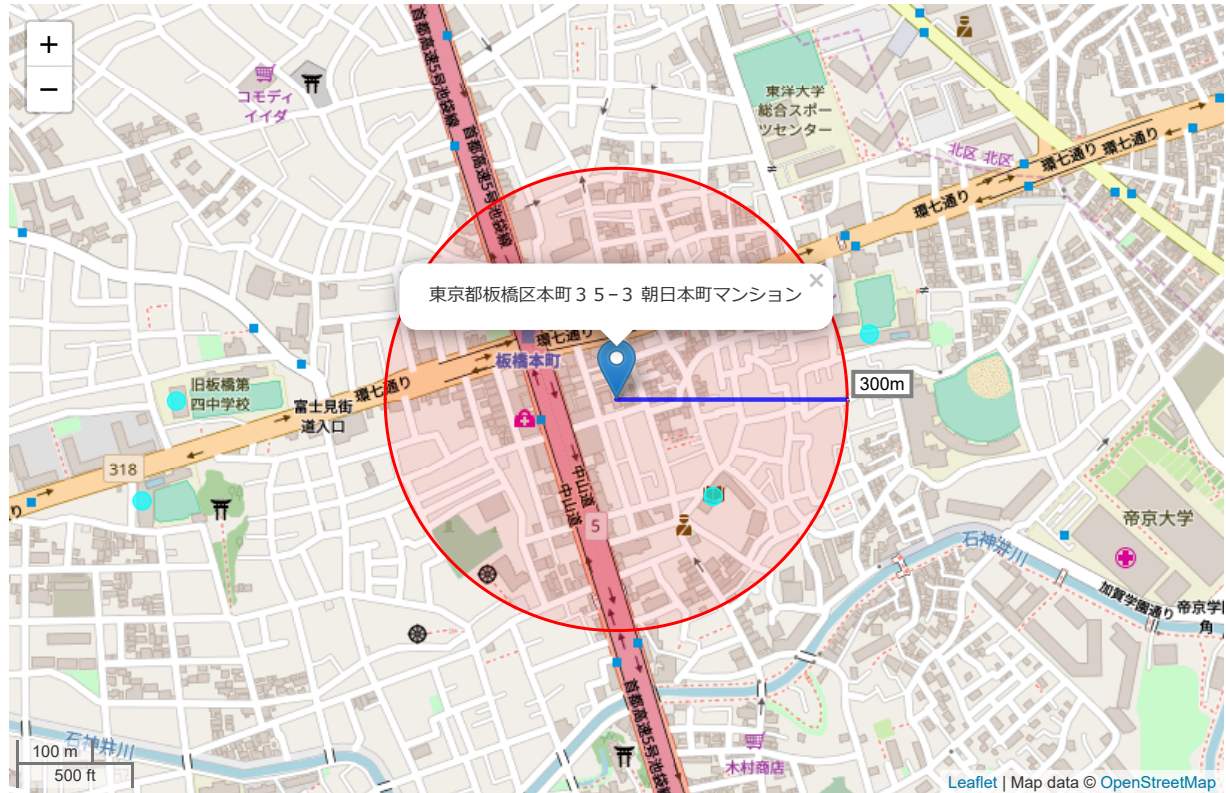 +
−
首都高速5号池袋線
コモディ
イイダ
東洋大学
総合スポー
ツセンター
首都高速5号池袋線
北区 北区
環七通り 環七通り
環七通り
×
東京都板橋区本町３５−３ 朝日本町マンション
環七通り
板橋本町
300m
環七通り
旧板橋第
四中学校
富士見街
道入口
318
り
中山道
中山道
5
帝京大学
石神井川
加賀学園通り
帝京学園
角
首都高速5号池袋線
石神井川
木村商店
100 m
500 ft
Leaflet | Map data © OpenStreetMap